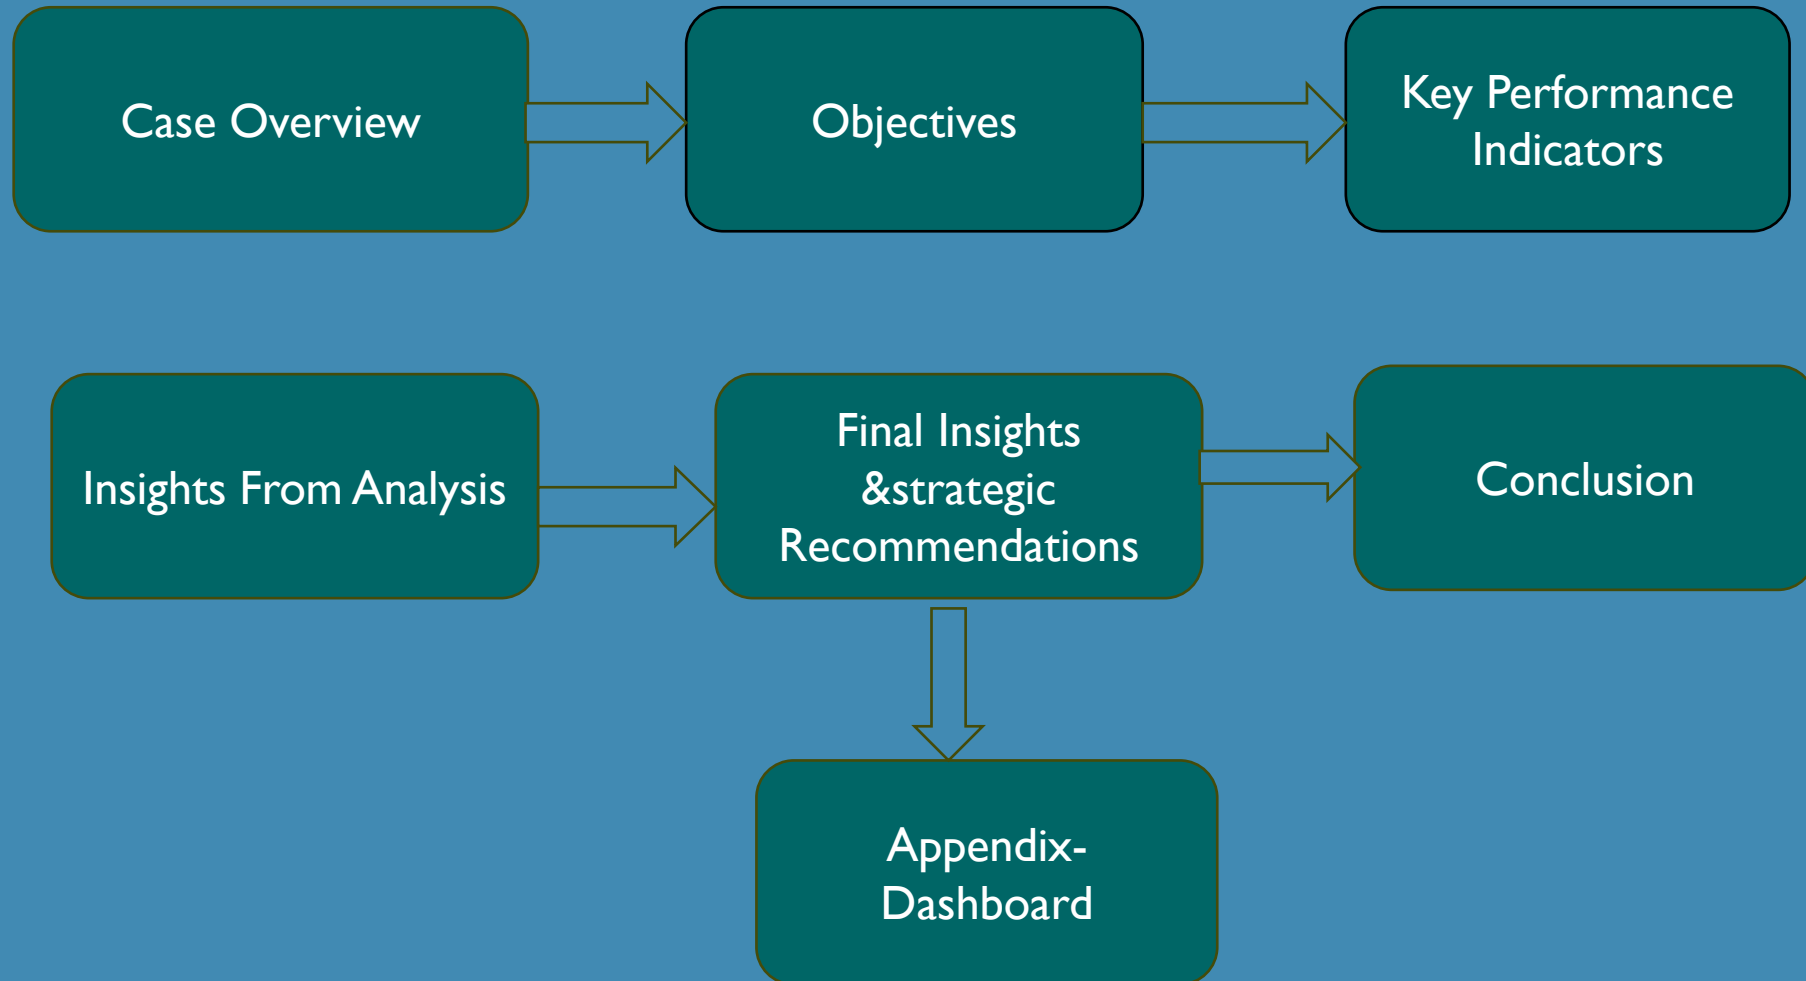 Case Overview
Objectives
Key Performance
Indicators
Insights From Analysis
Final Insights
&strategic
Recommendations
Conclusion
Appendix-
Dashboard